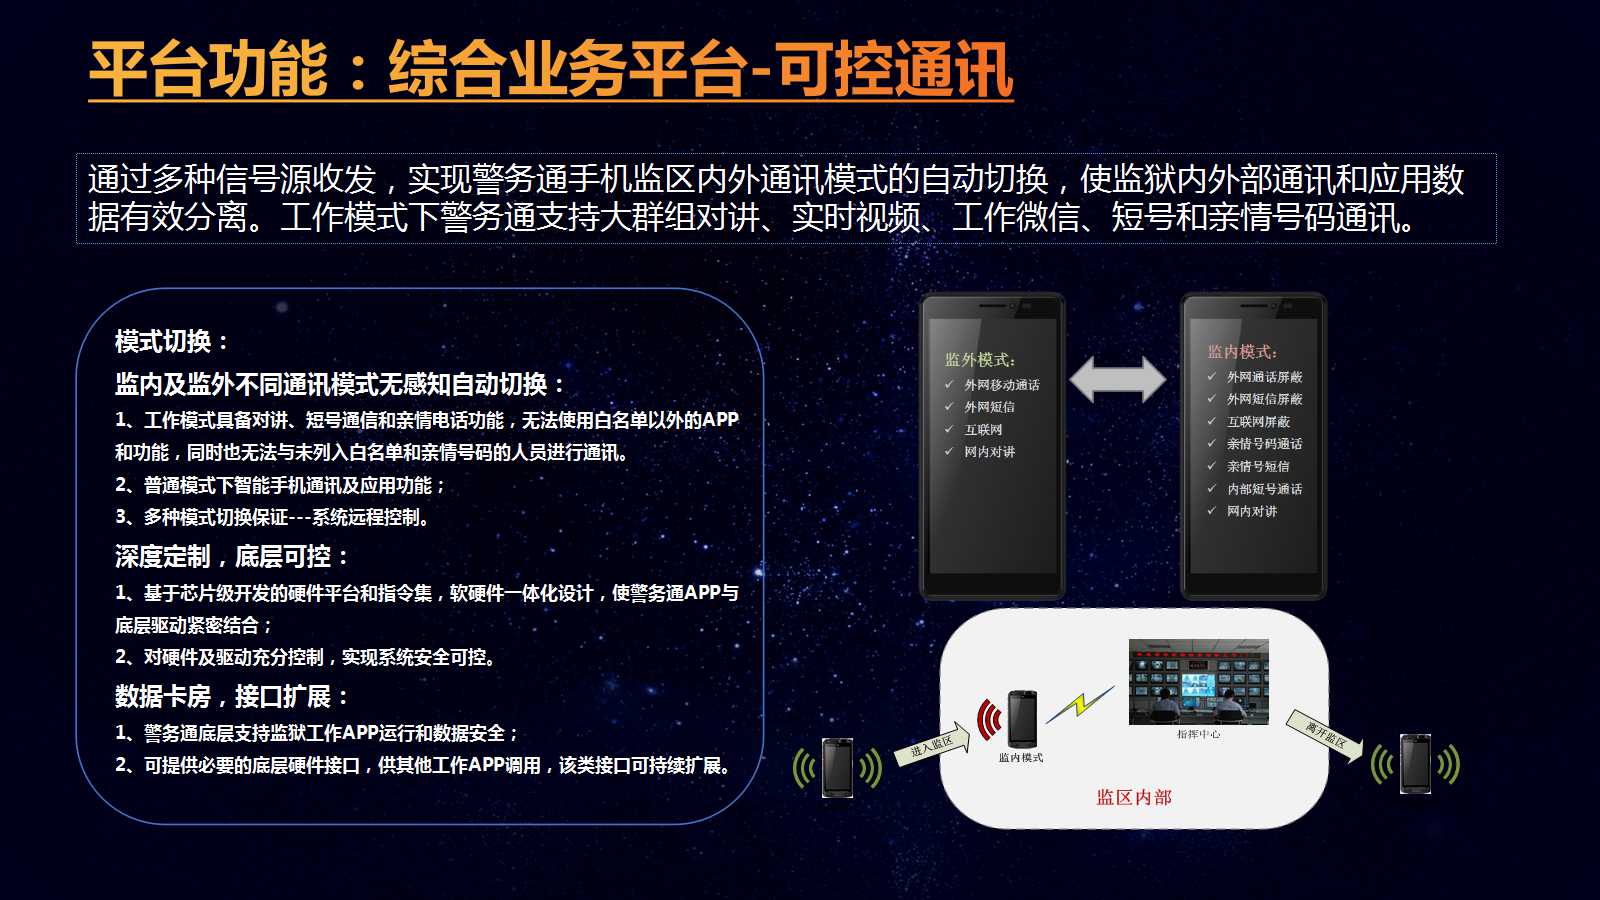 平台功能：综合业务平台-可控通讯
通过多种信号源收发，实现警务通手机监区内外通讯模式的自动切换，使监狱内外部通讯和应用数
据有效分离。工作模式下警务通支持大群组对讲、实时视频、工作微信、短号和亲情号码通讯。
模式切换：
监内及监外不同通讯模式无感知自动切换：
1、工作模式具备对讲、短号通信和亲情电话功能，无法使用白名单以外的APP
和功能，同时也无法与未列入白名单和亲情号码的人员进行通讯。
2、普通模式下智能手机通讯及应用功能；
3、多种模式切换保证---系统远程控制。
深度定制，底层可控：
1、基于芯片级开发的硬件平台和指令集，软硬件一体化设计，使警务通APP与
底层驱动紧密结合；
2、对硬件及驱动充分控制，实现系统安全可控。
数据卡房，接口扩展：
1、警务通底层支持监狱工作APP运行和数据安全；
2、可提供必要的底层硬件接口，供其他工作APP调用，该类接口可持续扩展。
监外模式:
✓ 外网移动通话
✓ 外网短信
✓ 互联网
✓ 网内对讲
监内模式:
✓ 外网通话屏蔽
✓ 外网短信屏蔽
✓ 互联网屏蔽
✓ 亲情号码通话
✓ 亲情号短信
✓ 内部短号通话
✓ 网内对讲
进入监区
监内模式
指挥中心
离开监区
监区内部